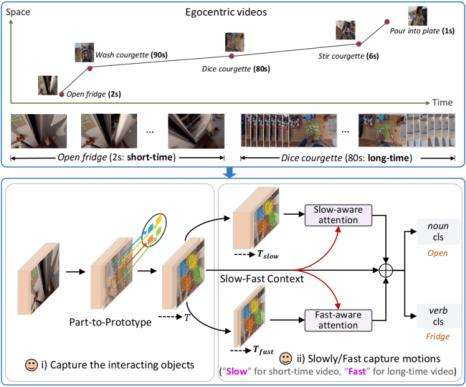 Space
Egocentric videos
Pour into plate (1s)
Wash courgette (90s)
Stir courgette (6s)
Dice courgette (80s)
Open fridge (2s)
Time
...
...
Open fridge (2s: short-time)
Dice courgette (80s: long-time)
Slow-aware
attention
noun
cls
Open
T slow
Slow-Fast Context
Part-to-Prototype
T
Fast-aware
attention
verb
cls
Fridge
T fast
i) Capture the interacting objects
ii) Slowly/Fast capture motions
("Slow" for short-time video, "Fast" for long-time video)